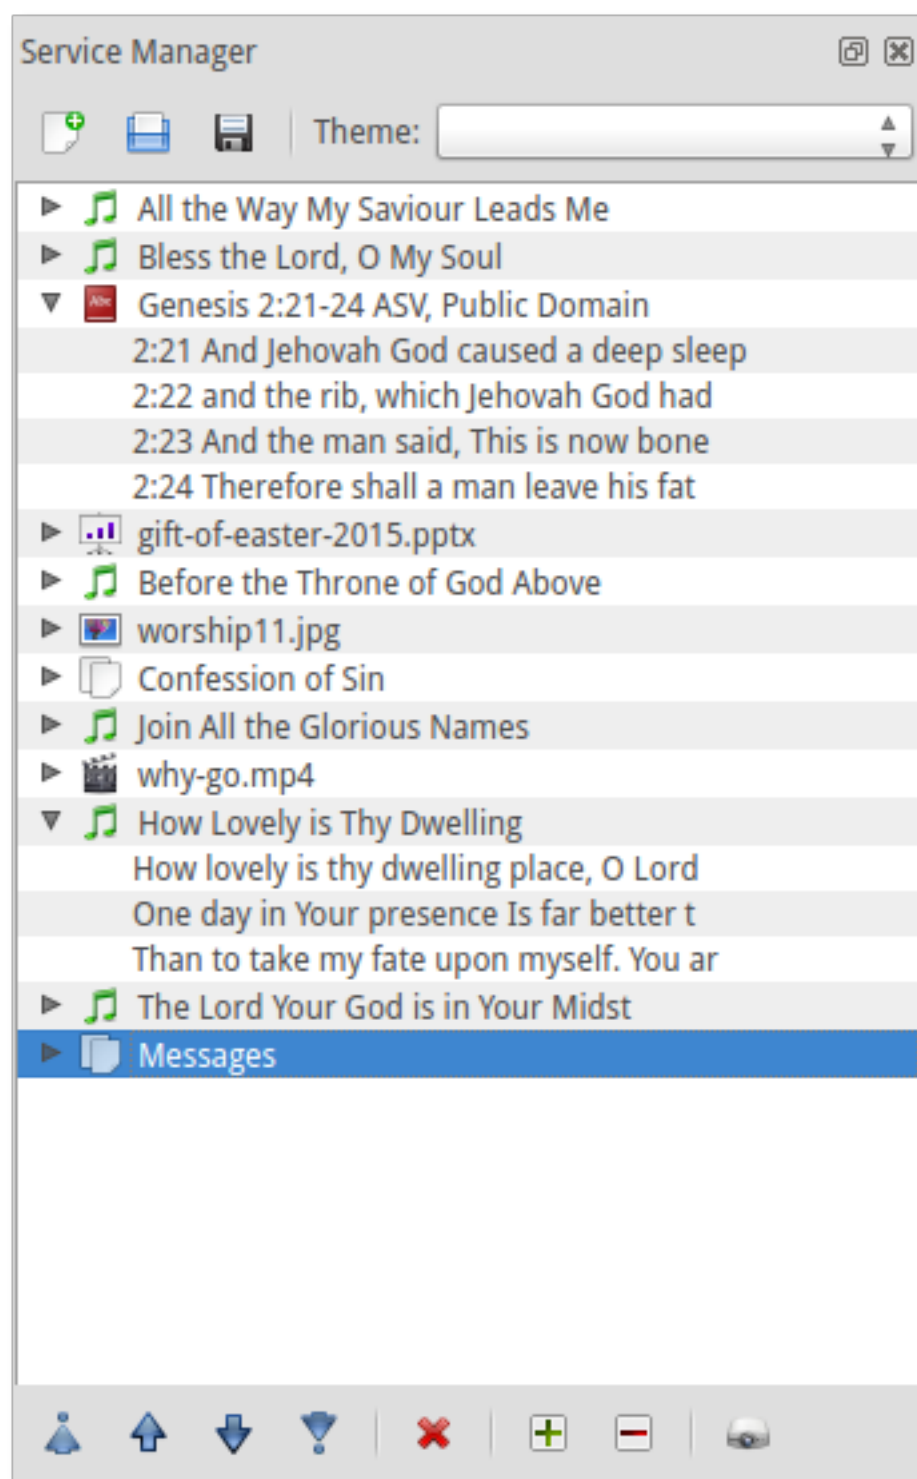 Service Manager
Theme:
All the Way My Saviour Leads Me
Bless the Lord, O My Soul
Genesis 2:21-24 ASV, Public Domain
2:21 And Jehovah God caused a deep sleep
2:22 and the rib, which Jehovah God had
2:23 And the man said, This is now bone
2:24 Therefore shall a man leave his fat
gift-of-easter-2015.pptx
Before the Throne of God Above
worship11.jpg
Confession of Sin
Join All the Glorious Names
why-go.mp4
How Lovely is Thy Dwelling
How lovely is thy dwelling place, O Lord
One day in Your presence Is far better t
Than to take my fate upon myself. You ar
The Lord Your God is in Your Midst
Messages